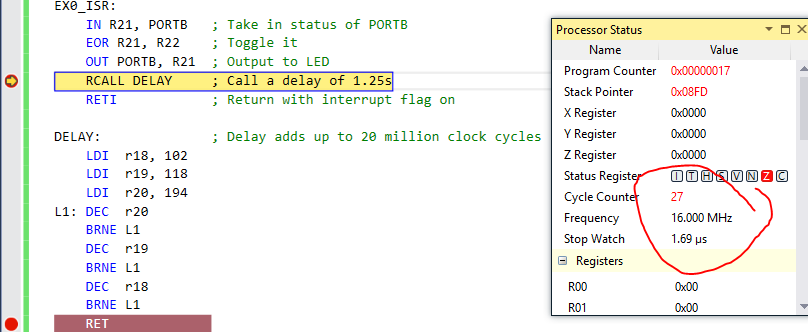 EX0_ISR:
IN R21, PORTB ; Take in status of PORTB
EOR R21, R22 ; Toggle it
OUT PORTB, R21 ; Output to LED
RCALL DELAY ; Call a delay of 1.25s
RETI ; Return with interrupt flag on
DELAY: ; Delay adds up to 20 million clock cycles
LDI r18, 102
LDI r19, 118
LDI r20, 194
L1: DEC r20
BRNE L1
DEC r19
BRNE L1
DEC r18
BRNE L1
RET
Processor Status
Name Value
Program Counter 0x00000017
Stack Pointer 0x08FD
X Register 0x0000
Y Register 0x0000
Z Register 0x0000
Status Register I T H S V N Z C
Cycle Counter 27
Frequency 16.000 MHz
Stop Watch 1.69 µs
Registers
R00 0x00
R01 0x00